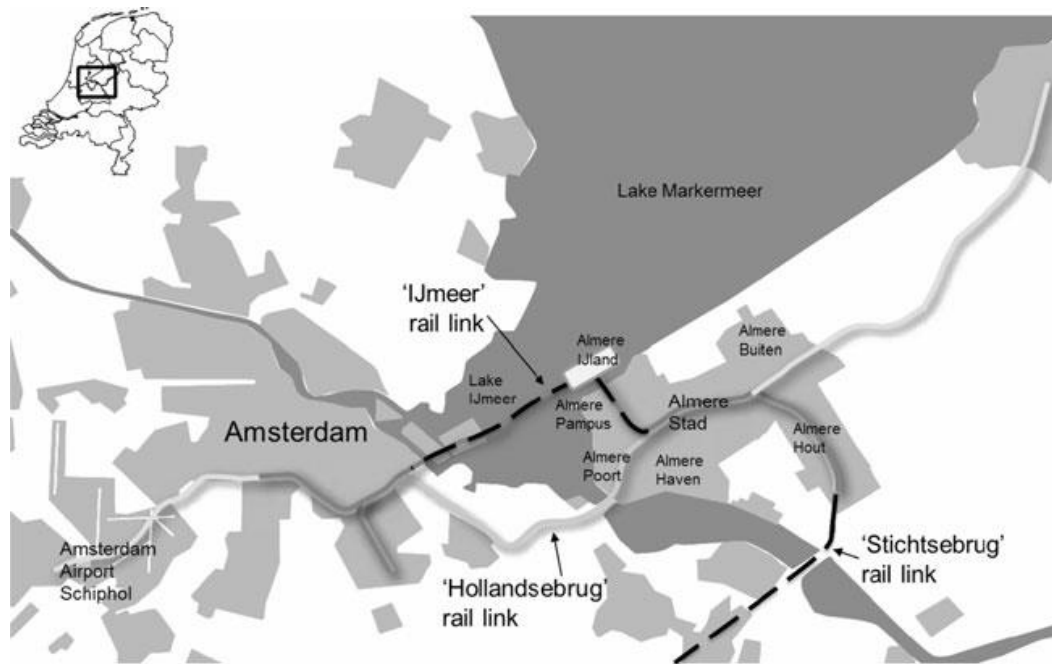 Lake Markermeer
'IJmeer'
rail link
Almere
IJland
Almere
Buiten
Lake
IJmeer
Almere
Pampus
Almere
Stad
Amsterdam
Almere
Hout
Almere
Poort
Almere
Haven
Amsterdam
Airport
Schiphol
'Stichtsebrug'
rail link
'Hollandsebrug'
rail link